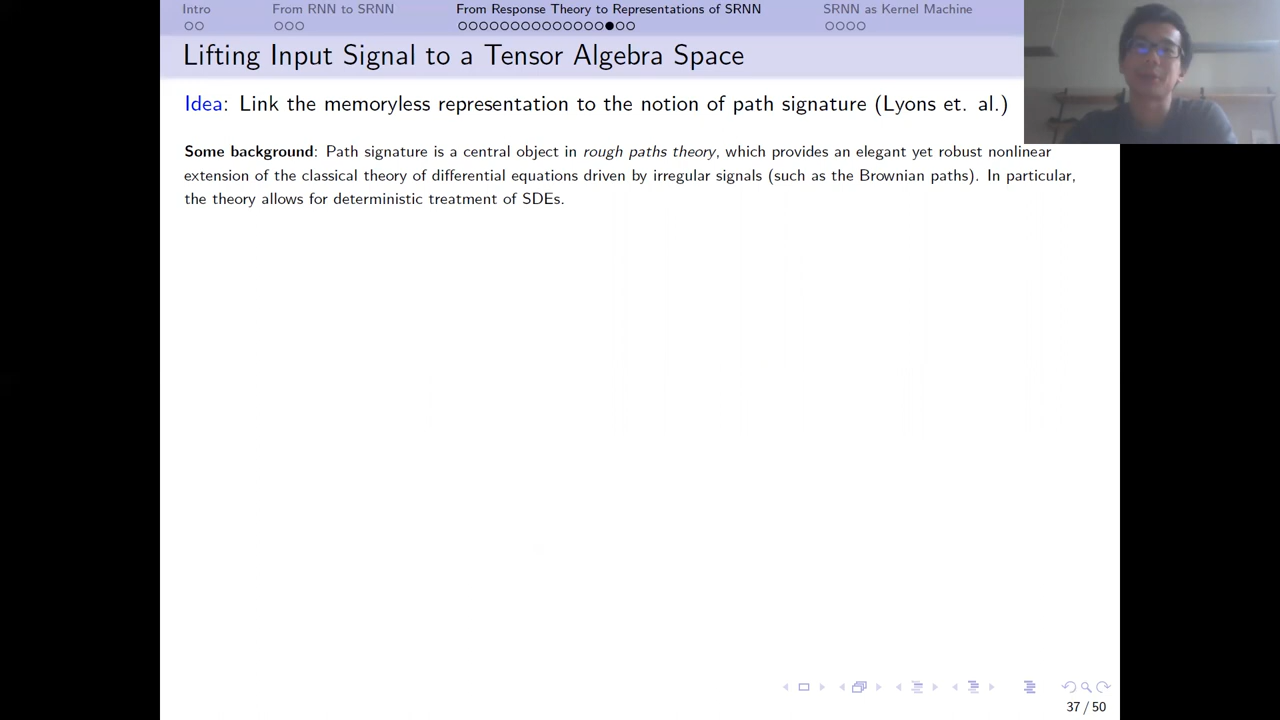 Intro
From RNN to SRNN
From Response Theory to Representations of SRNN
SRNN as Kernel Machine
Lifting Input Signal to a Tensor Algebra Space
Idea: Link the memoryless representation to the notion of path signature (Lyons et. al.)
Some background: Path signature is a central object in rough paths theory, which provides an elegant yet robust nonlinear
extension of the classical theory of differential equations driven by irregular signals (such as the Brownian paths). In particular,
the theory allows for deterministic treatment of SDEs.
37 / 50